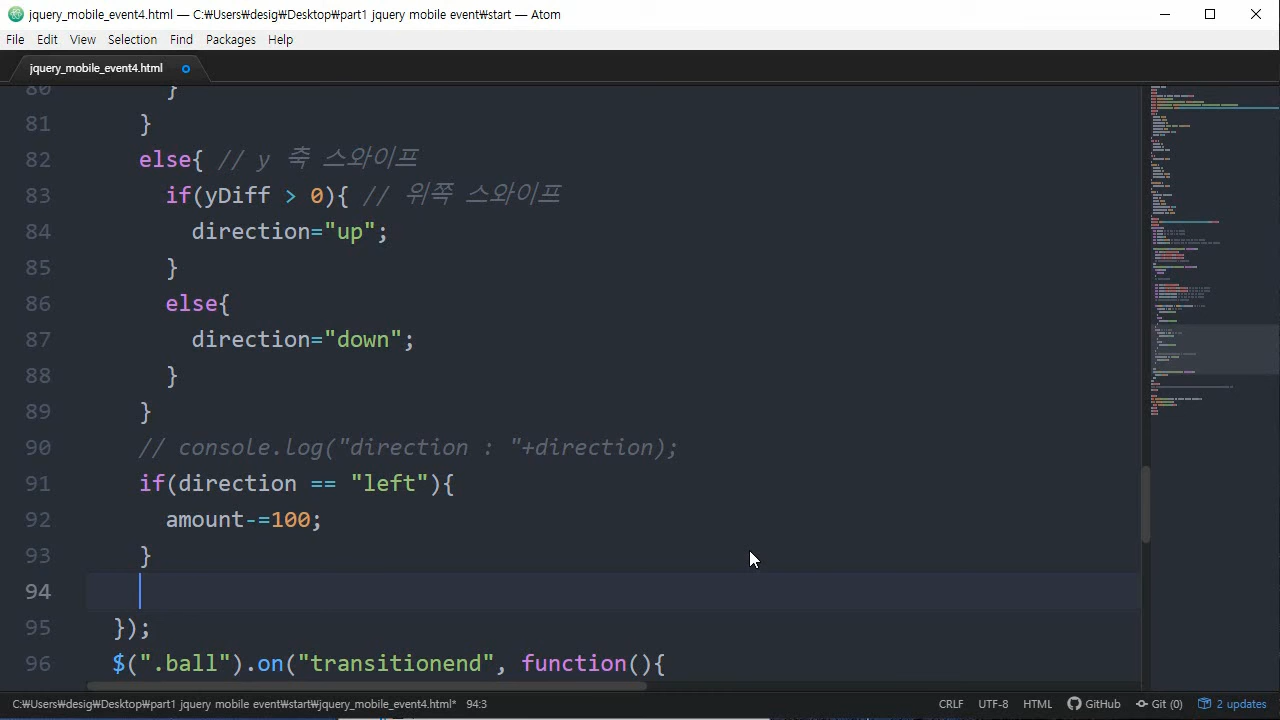 jquery_mobile_event4.html — C:₩Users₩desig₩Desktop₩part1 jquery mobile event₩start — Atom
File Edit View Selection Find Packages Help
jquery_mobile_event4.html
80 }
81 }
82 else{ // y 축 스와이프
83 if(yDiff > 0){ 위쪽 스와이프
84 direction="up";
85 }
86 else{
87 direction="down";
88 }
89 }
90 // console.log("direction : "+direction);
91 if(direction == "left"){
92 amount-=100;
93 }
94
95 });
96 $(".ball").on("transitionend", function(){
C:₩Users₩desig₩Desktop₩part1 jquery mobile event₩start₩jquery_mobile_event4.html* 94:3 CRLF UTF-8 HTML GitHub Git (0) 2 updates